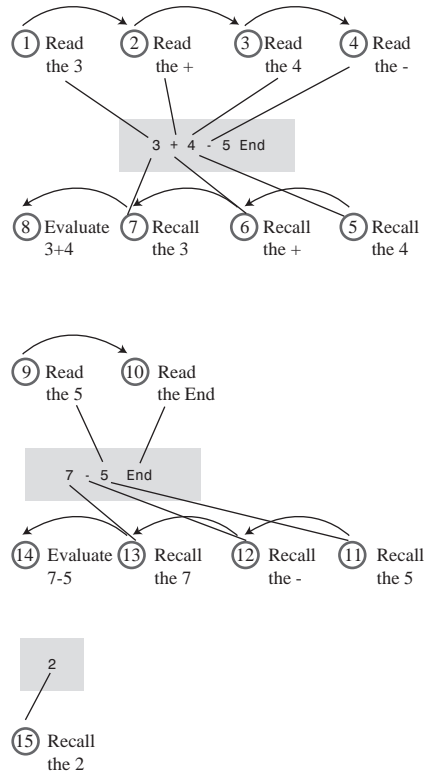 1 Read the 3
2 Read the +
3 Read the 4
4 Read the -
3 + 4 - 5 End
8 Evaluate 3+4
7 Recall the 3
6 Recall the +
5 Recall the 4
9 Read the 5
10 Read the End
7 - 5 End
14 Evaluate 7-5
13 Recall the 7
12 Recall the -
11 Recall the 5
2
15 Recall the 2